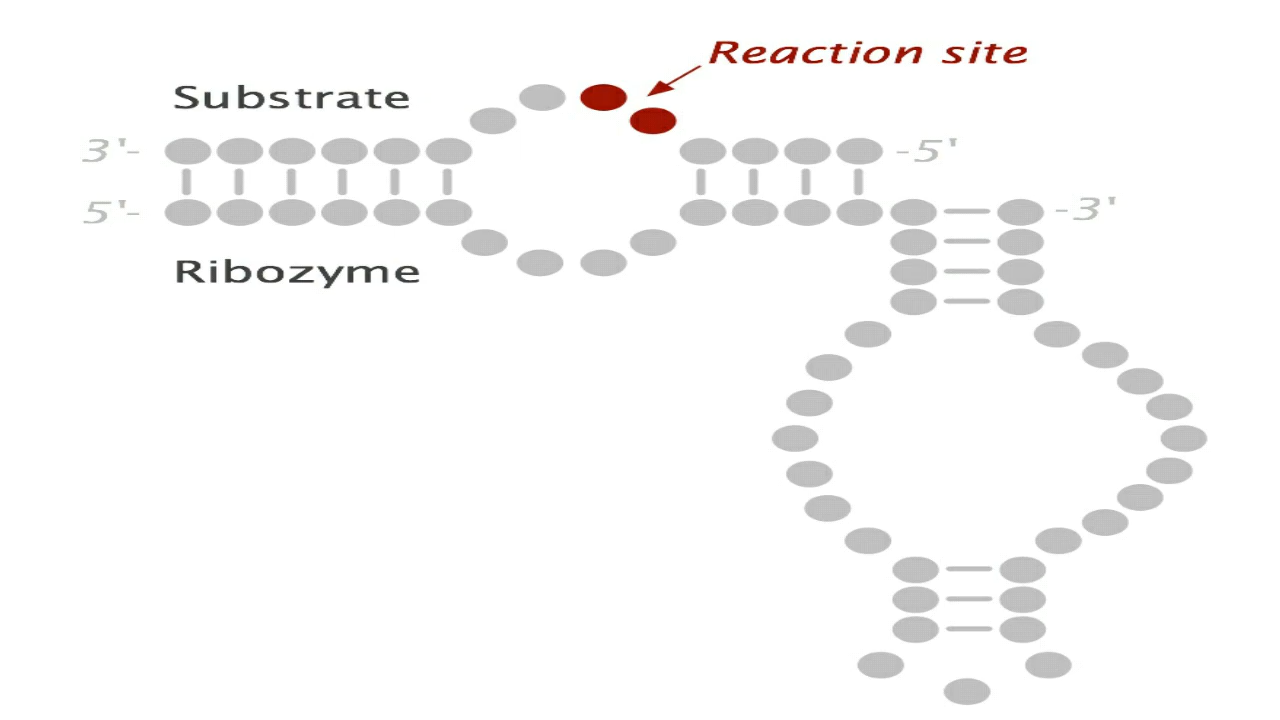 Reaction site
Substrate
3'- -5'
5'- -3'
Ribozyme